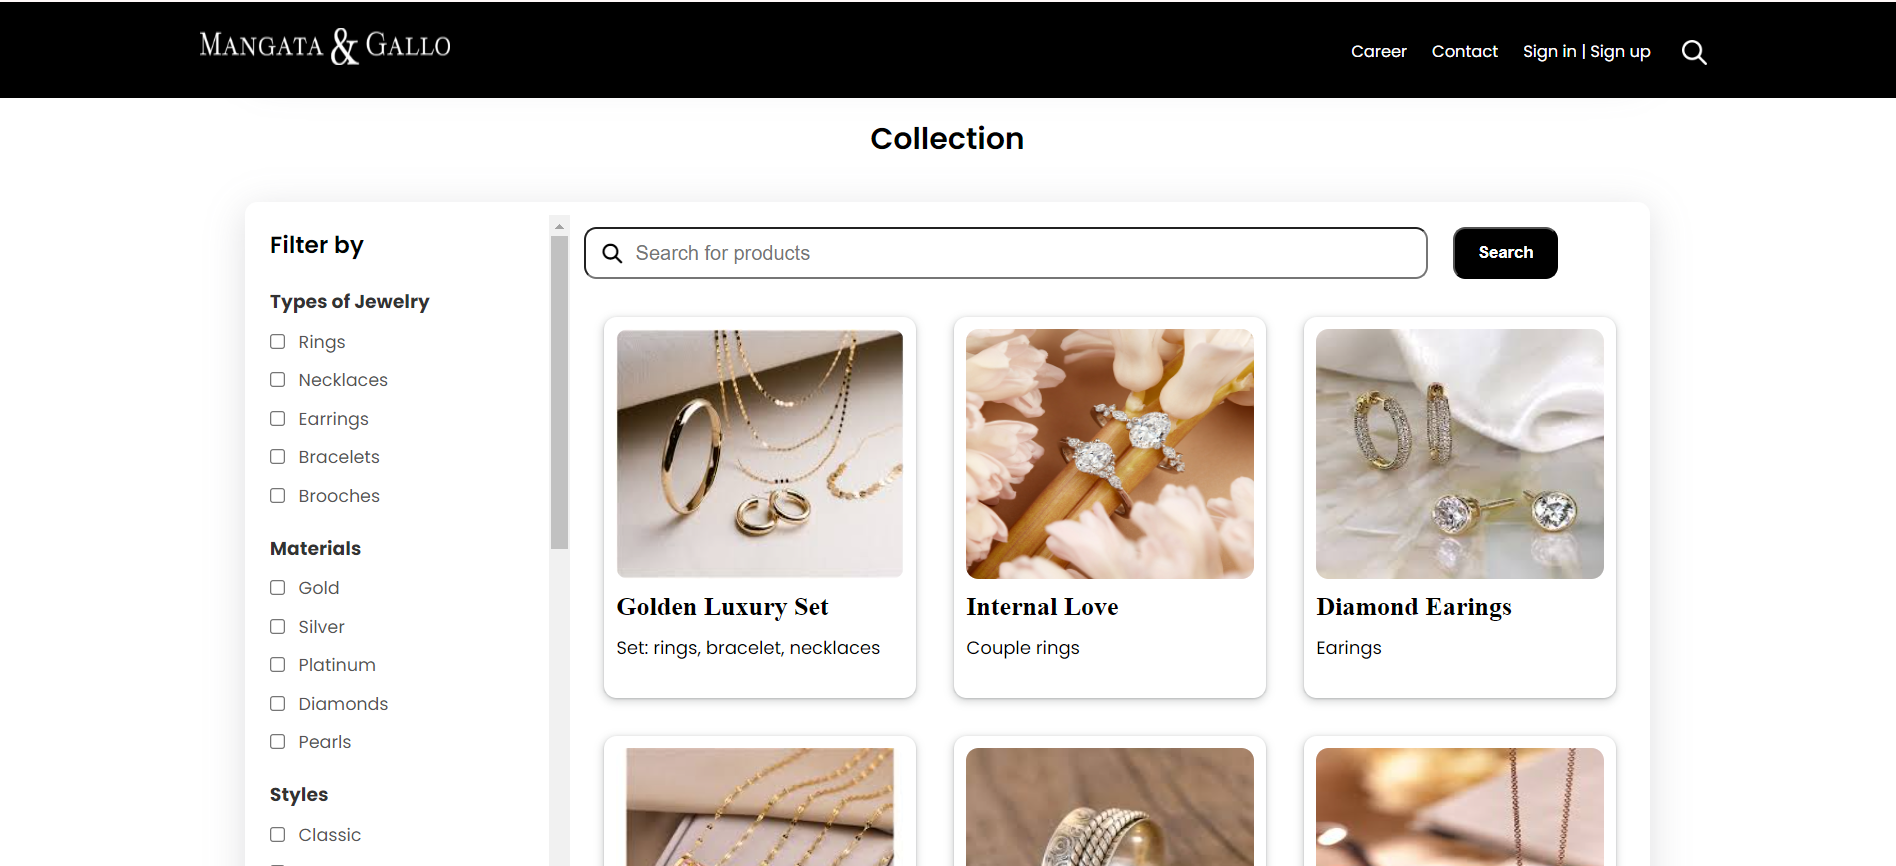 MANGATA & GALLO
Career
Contact
Sign in | Sign up
Collection
Filter by
Types of Jewelry
Rings
Necklaces
Earrings
Bracelets
Brooches
Materials
Gold
Silver
Platinum
Diamonds
Pearls
Styles
Classic
Search for products
Search
Golden Luxury Set
Set: rings, bracelet, necklaces
Internal Love
Couple rings
Diamond Earings
Earings